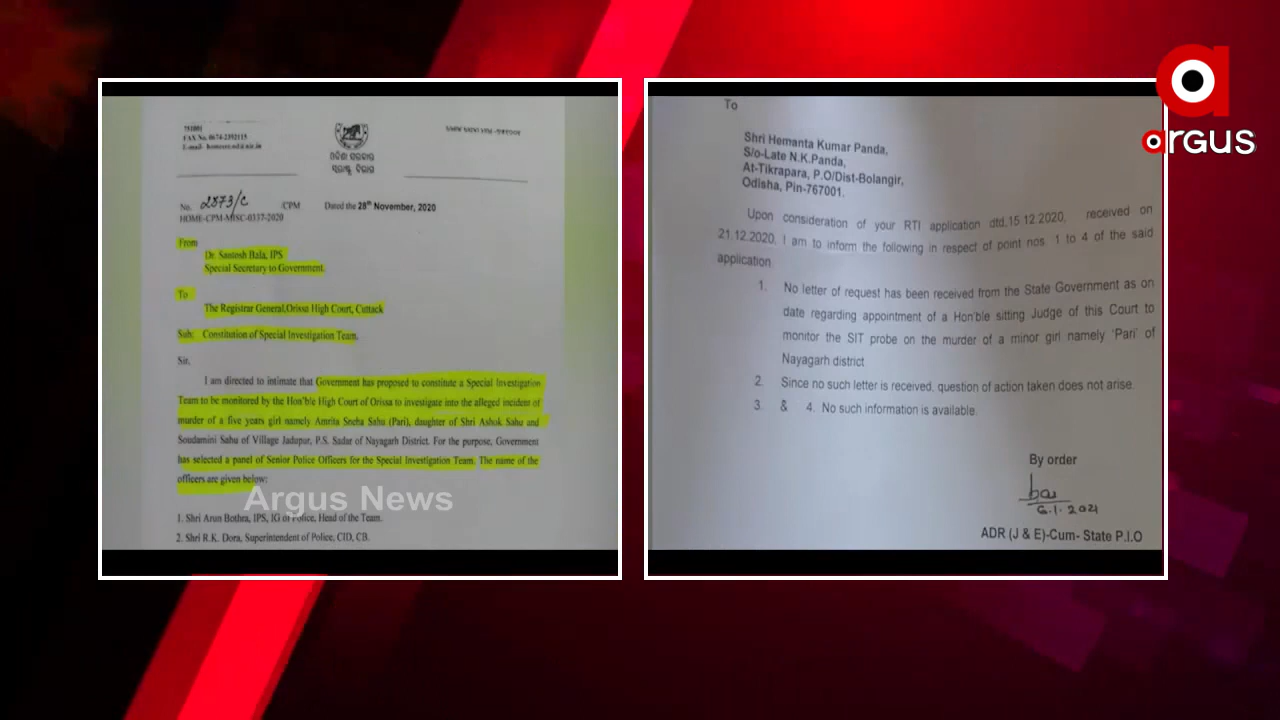 751001
FAX No. 0674-2392115
E-mail- homesec.od@nic.in
ଓଡ଼ିଶା ସରକାର
ଗୃହ ବିଭାଗ
No. 2873/C /CPM Dated the 28th November, 2020
HOME-CPM-MISC-0337-2020
From
Dr. Santosh Bala, IPS
Special Secretary to Government.
To
The Registrar General,Orissa High Court, Cuttack
Sub: Constitution of Special Investigation Team.
Sir,
I am directed to intimate that Government has proposed to constitute a Special Investigation
Team to be monitored by the Hon'ble High Court of Orissa to investigate into the alleged incident of
murder of a five years girl namely Amrita Sneha Sahu (Pari), daughter of Shri Ashok Sahu and
Soudamini Sahu of Village Jadupur, P.S. Sadar of Nayagarh District. For the purpose, Government
has selected a panel of Senior Police Officers for the Special Investigation Team. The name of the
officers are given below:
Argus News
1. Shri Arun Bothra, IPS, IG of Police, Head of the Team.
2. Shri R.K. Dora, Superintendent of Police, CID, CB.
To
Shri Hemanta Kumar Panda,
S/o-Late N.K.Panda,
At-Tikrapara, P.O/Dist-Bolangir,
Odisha, Pin-767001.
Upon consideration of your RTI application dtd.15.12.2020, received on
21.12.2020, I am to inform the following in respect of point nos. 1 to 4 of the said
application.
1. No letter of request has been received from the State Government as on
date regarding appointment of a Hon'ble sitting Judge of this Court to
monitor the SIT probe on the murder of a minor girl namely 'Pari' of
Nayagarh district
2. Since no such letter is received, question of action taken does not arise.
3. & 4. No such information is available.
By order
6.1.2021
ADR (J & E)-Cum- State P.I.O
argus